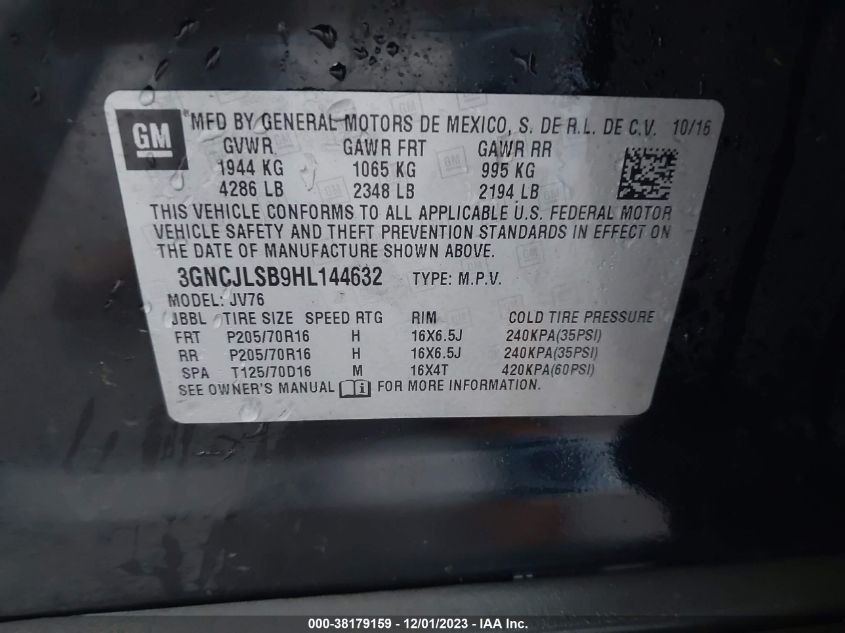 GM
*MFD BY GENERAL MOTORS DE MEXICO, S. DE R.L. DE C.V. 10/16
GVWR GAWR FRT GAWR RR
1944 KG 1065 KG 995 KG
4286 LB 2348 LB 2194 LB
THIS VEHICLE CONFORMS TO ALL APPLICABLE U.S. FEDERAL MOTOR
VEHICLE SAFETY AND THEFT PREVENTION STANDARDS IN EFFECT ON
THE DATE OF MANUFACTURE SHOWN ABOVE.
3GNCJLSB9HL144632 TYPE: M.P.V.
MODEL: JV76
JBBL TIRE SIZE SPEED RTG RIM COLD TIRE PRESSURE
FRT P205/70R16 H 16X6.5J 240KPA(35PSI)
RR P205/70R16 H 16X6.5J 240KPA(35PSI)
SPA T125/70D16 M 16X4T 420KPA(60PSI)
SEE OWNER'S MANUAL FOR MORE INFORMATION.
000-38179159 - 12/01/2023 - IAA Inc.